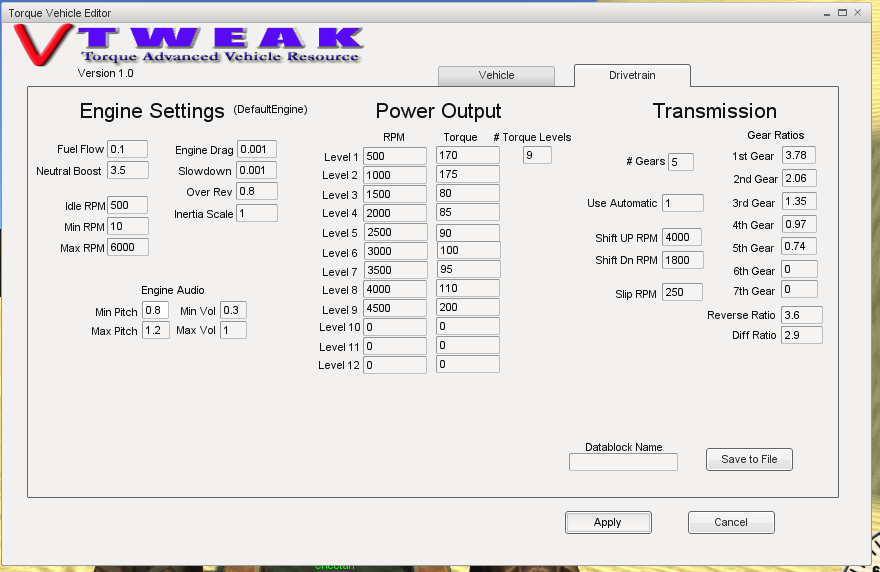 Torque Vehicle Editor
VTWEAK
Torque Advanced Vehicle Resource
Version 1.0
Vehicle
Drivetrain
Engine Settings (DefaultEngine)
Fuel Flow 0.1
Engine Drag 0.001
Neutral Boost 3.5
Slowdown 0.001
Over Rev 0.8
Idle RPM 500
Inertia Scale 1
Min RPM 10
Max RPM 6000
Engine Audio
Min Pitch 0.8 Min Vol 0.3
Max Pitch 1.2 Max Vol 1
Power Output
RPM Torque # Torque Levels
Level 1 500 170 9
Level 2 1000 175
Level 3 1500 80
Level 4 2000 85
Level 5 2500 90
Level 6 3000 100
Level 7 3500 95
Level 8 4000 110
Level 9 4500 200
Level 10 0 0
Level 11 0 0
Level 12 0 0
Transmission
# Gears 5
Use Automatic 1
Shift UP RPM 4000
Shift Dn RPM 1800
Slip RPM 250
Gear Ratios
1st Gear 3.78
2nd Gear 2.06
3rd Gear 1.35
4th Gear 0.97
5th Gear 0.74
6th Gear 0
7th Gear 0
Reverse Ratio 3.6
Diff Ratio 2.9
Datablock Name
Save to File
Apply
Cancel